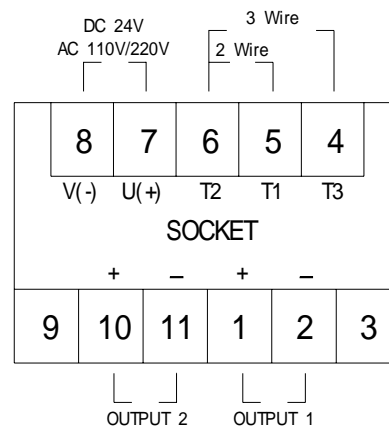 DC 24V
AC 110V/220V
3 Wire
2 Wire
8 7 6 5 4
V(-) U(+) T2 T1 T3
SOCKET
+ – + –
9 10 11 1 2 3
OUTPUT 2 OUTPUT 1